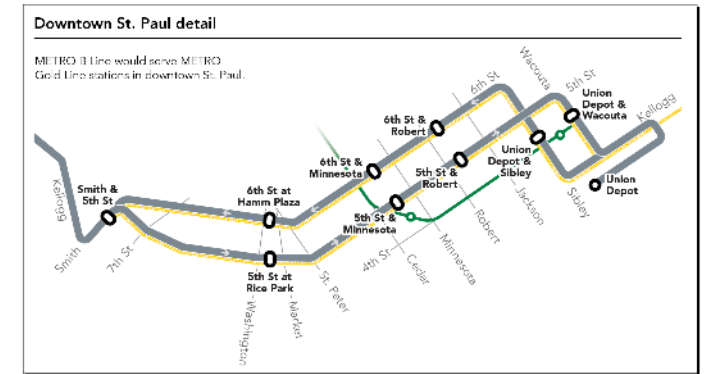 Downtown St. Paul detail
METRO B Line would serve METRO
Gold Line stations in downtown St. Paul.
Wacouta
6th St
5th St
Union
Depot &
Wacouta
Kellogg
6th St &
Robert
Union
Depot &
Sibley
6th St &
Minnesota
5th St &
Robert
Union
Depot
Sibley
Jackson
Kellogg
Smith &
5th St
6th St at
Hamm Plaza
5th St &
Minnesota
Robert
Minnesota
Smith
7th St
4th St
Cedar
St. Peter
5th St at
Rice Park
Market
Washington